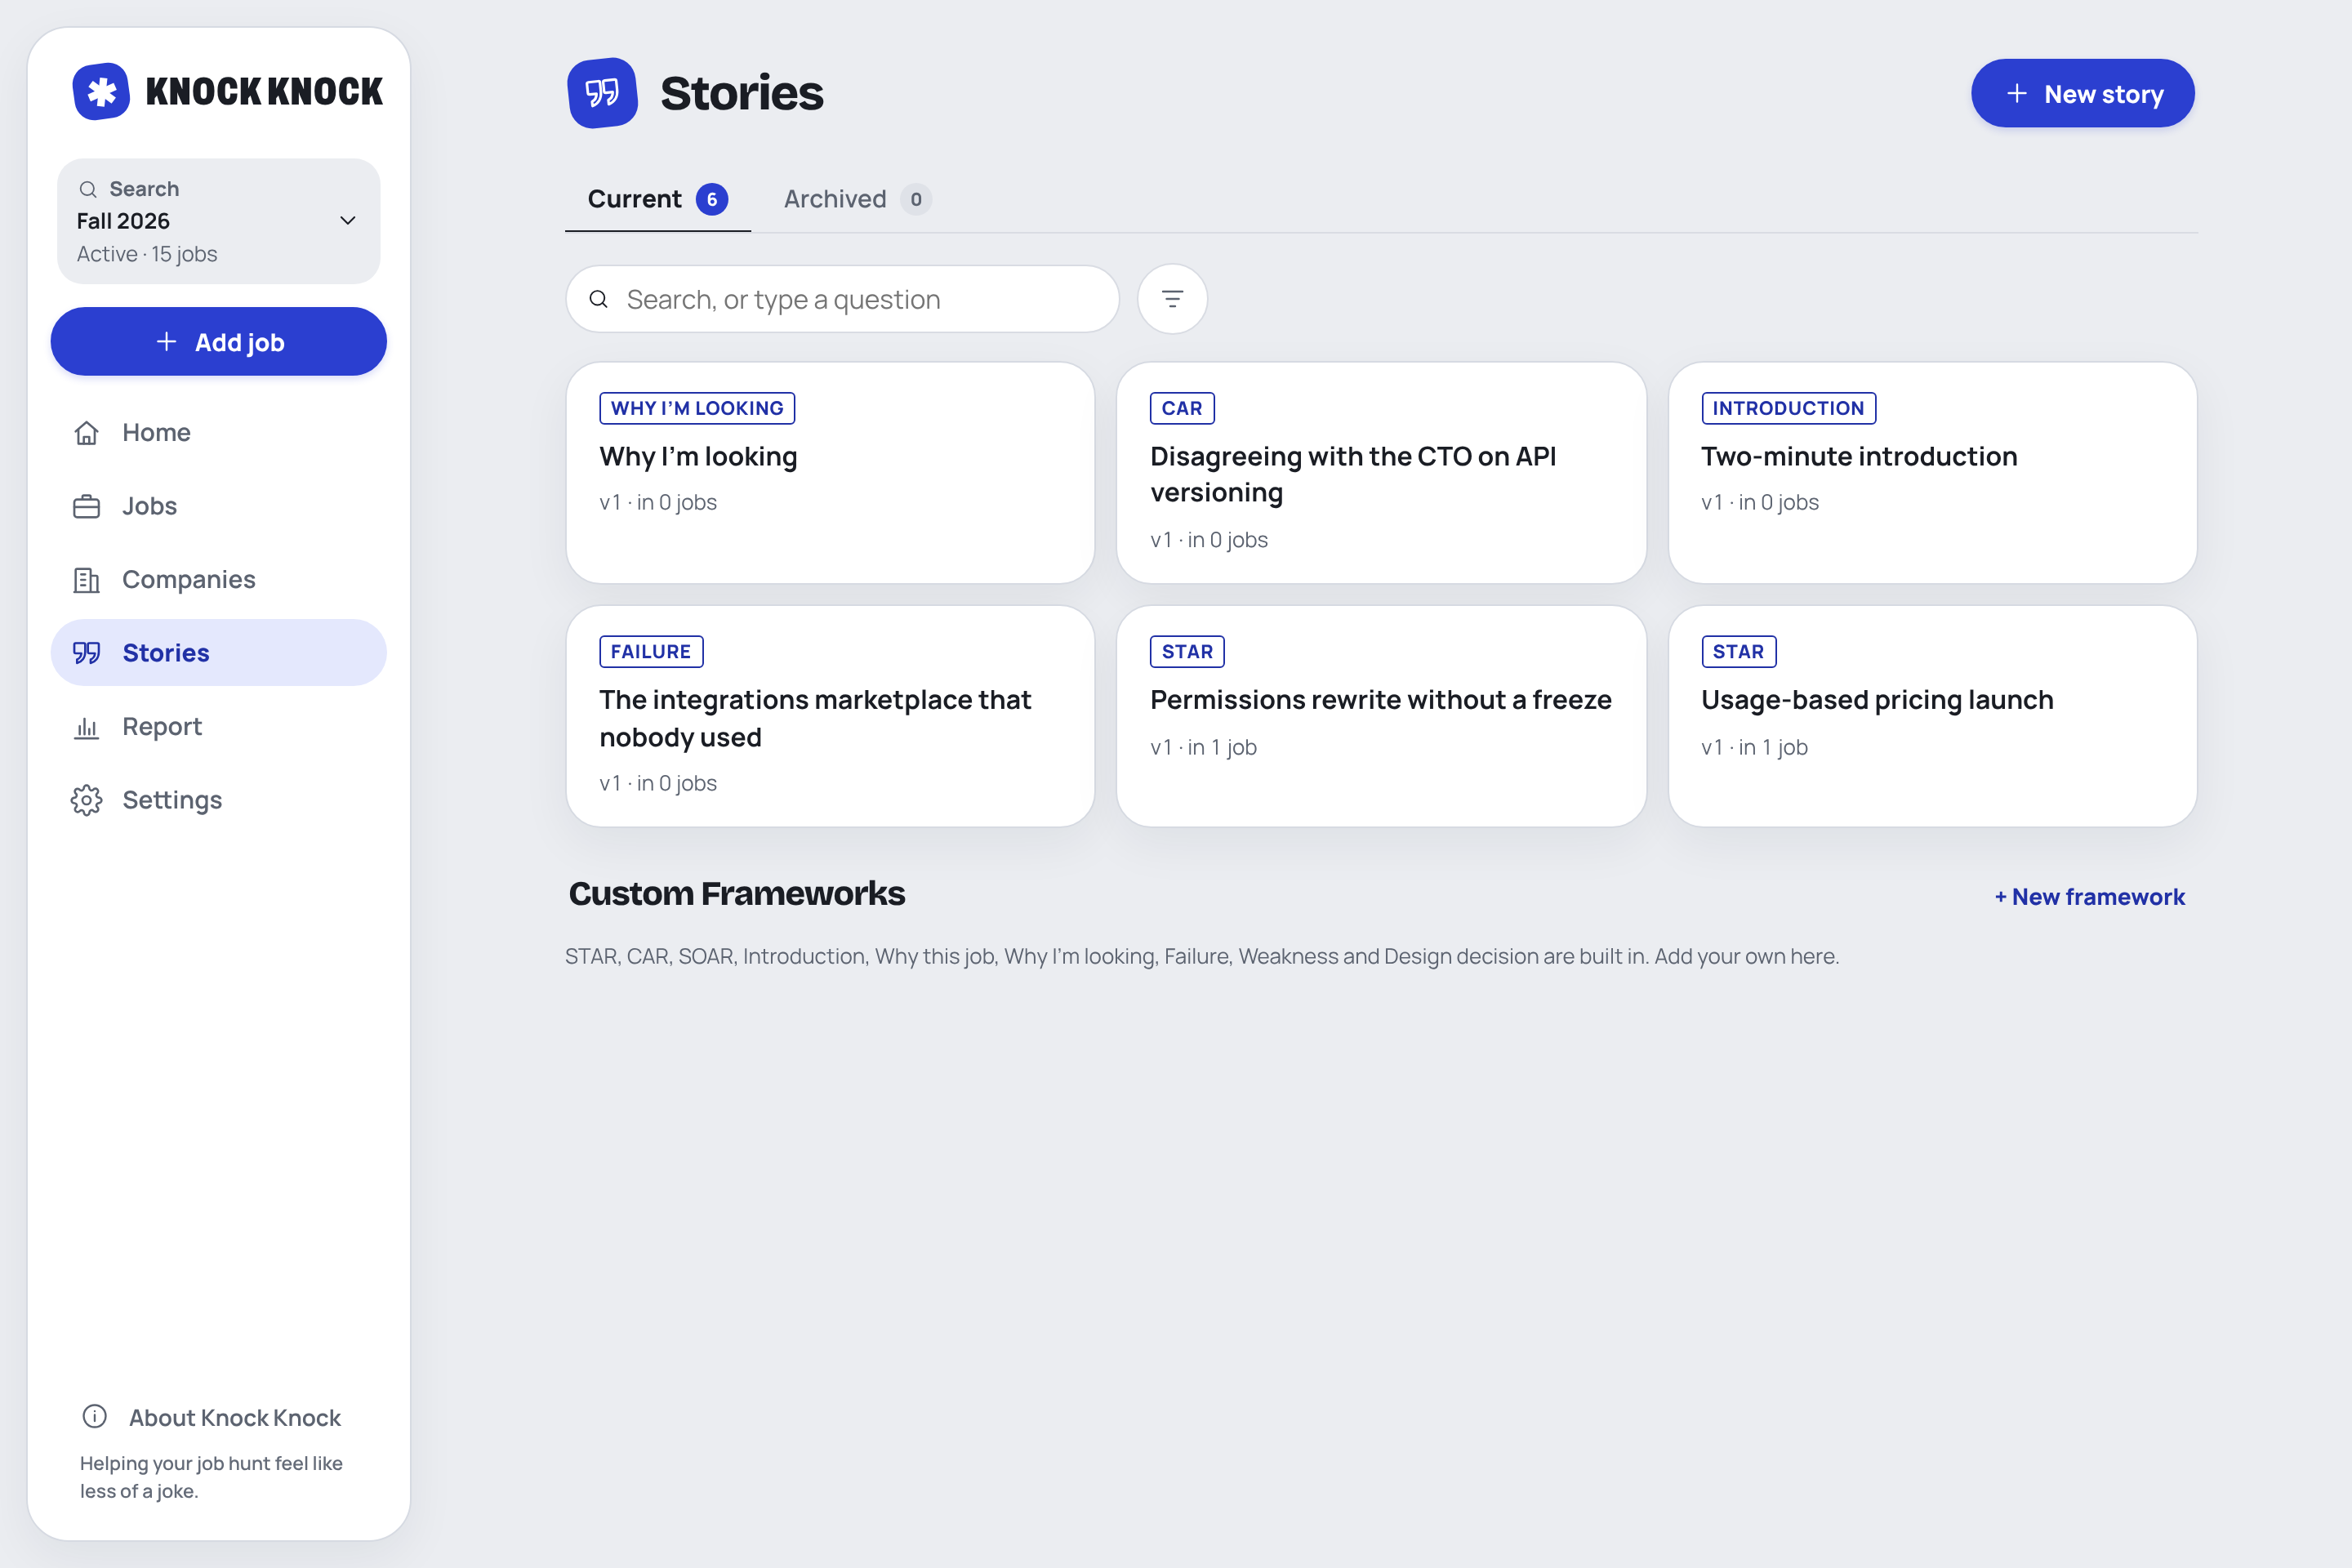 KNOCK KNOCK
Search
Fall 2026
Active · 15 jobs
+ Add job
Home
Jobs
Companies
Stories
Report
Settings
About Knock Knock
Helping your job hunt feel like
less of a joke.
Stories
+ New story
Current 6
Archived 0
Search, or type a question
WHY I’M LOOKING
Why I’m looking
v1 · in 0 jobs
CAR
Disagreeing with the CTO on API
versioning
v1 · in 0 jobs
INTRODUCTION
Two-minute introduction
v1 · in 0 jobs
FAILURE
The integrations marketplace that
nobody used
v1 · in 0 jobs
STAR
Permissions rewrite without a freeze
v1 · in 1 job
STAR
Usage-based pricing launch
v1 · in 1 job
Custom Frameworks
+ New framework
STAR, CAR, SOAR, Introduction, Why this job, Why I’m looking, Failure, Weakness and Design decision are built in. Add your own here.